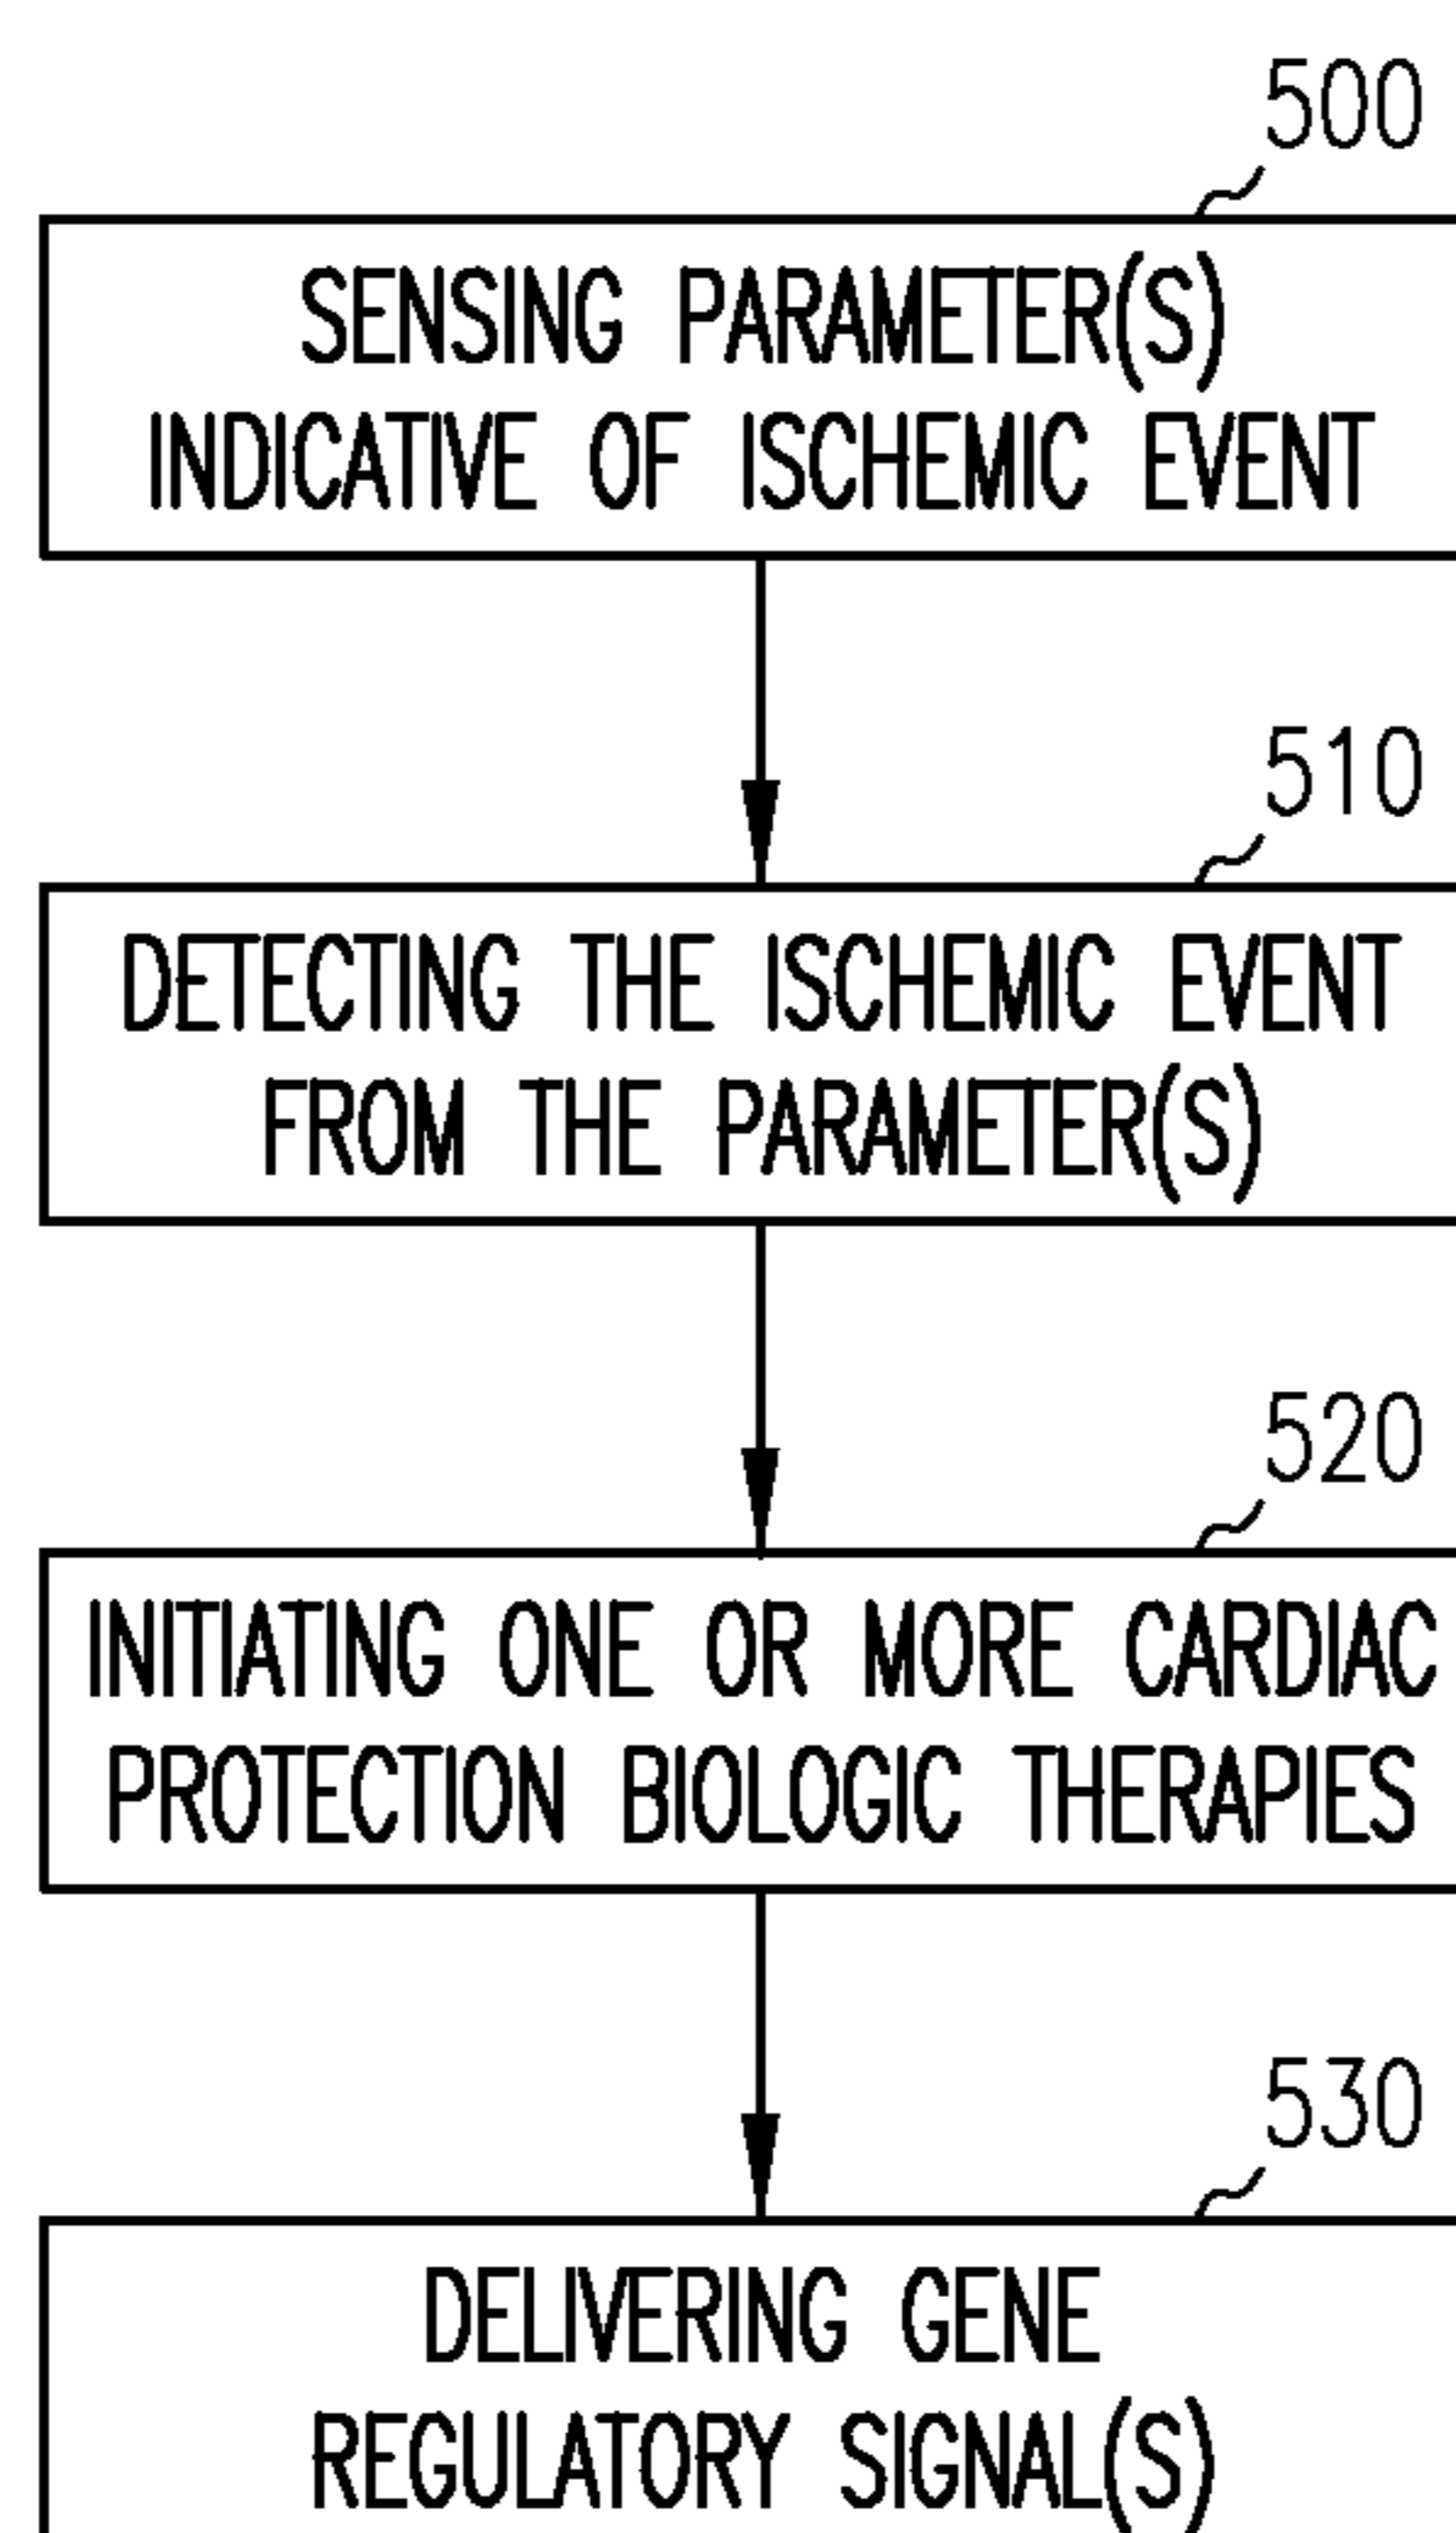 500
SENSING PARAMETER(S)
INDICATIVE OF ISCHEMIC EVENT
510
DETECTING THE ISCHEMIC EVENT
FROM THE PARAMETER(S)
520
INITIATING ONE OR MORE CARDIAC
PROTECTION BIOLOGIC THERAPIES
530
DELIVERING GENE
REGULATORY SIGNAL(S)